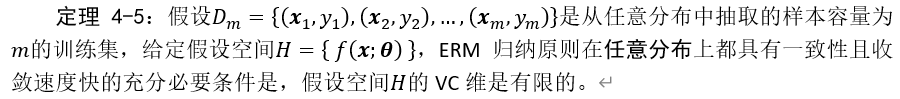 定理 4-5：假设D_m = {(x_1, y_1), (x_2, y_2), …, (x_m, y_m)}是从任意分布中抽取的样本容量为
m的训练集，给定假设空间H = { f(x; θ) }，ERM 归纳原则在任意分布上都具有一致性且收
敛速度快的充分必要条件是，假设空间H的 VC 维是有限的。↵